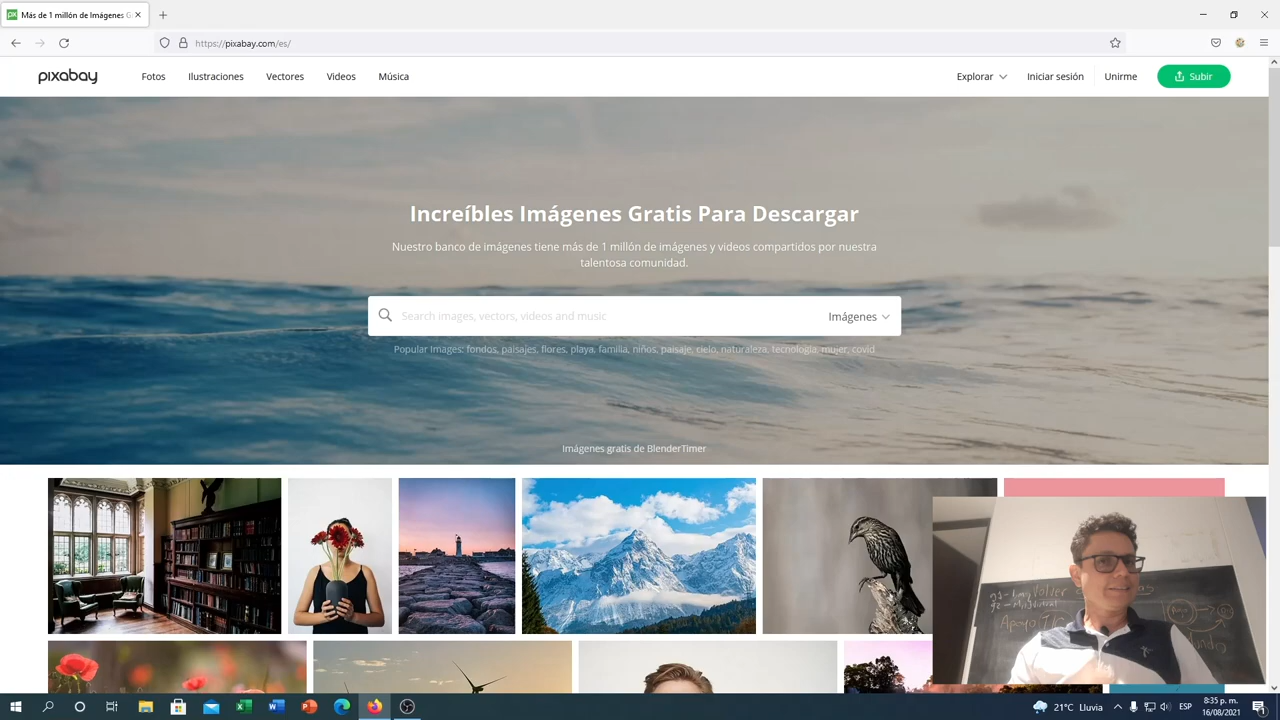 Más de 1 millón de Imágenes G
https://pixabay.com/es/
pixabay
Fotos
Ilustraciones
Vectores
Videos
Música
Explorar
Iniciar sesión
Unirme
Subir
Increíbles Imágenes Gratis Para Descargar
Nuestro banco de imágenes tiene más de 1 millón de imágenes y videos compartidos por nuestra
talentosa comunidad.
Search images, vectors, videos and music
Imágenes
Popular Images: fondos, paisajes, flores, playa, familia, niños, paisaje, cielo, naturaleza, tecnología, mujer, covid
Imágenes gratis de BlenderTimer
Apoyo
21°C Lluvia
ESP
8:35 p. m.
16/08/2021